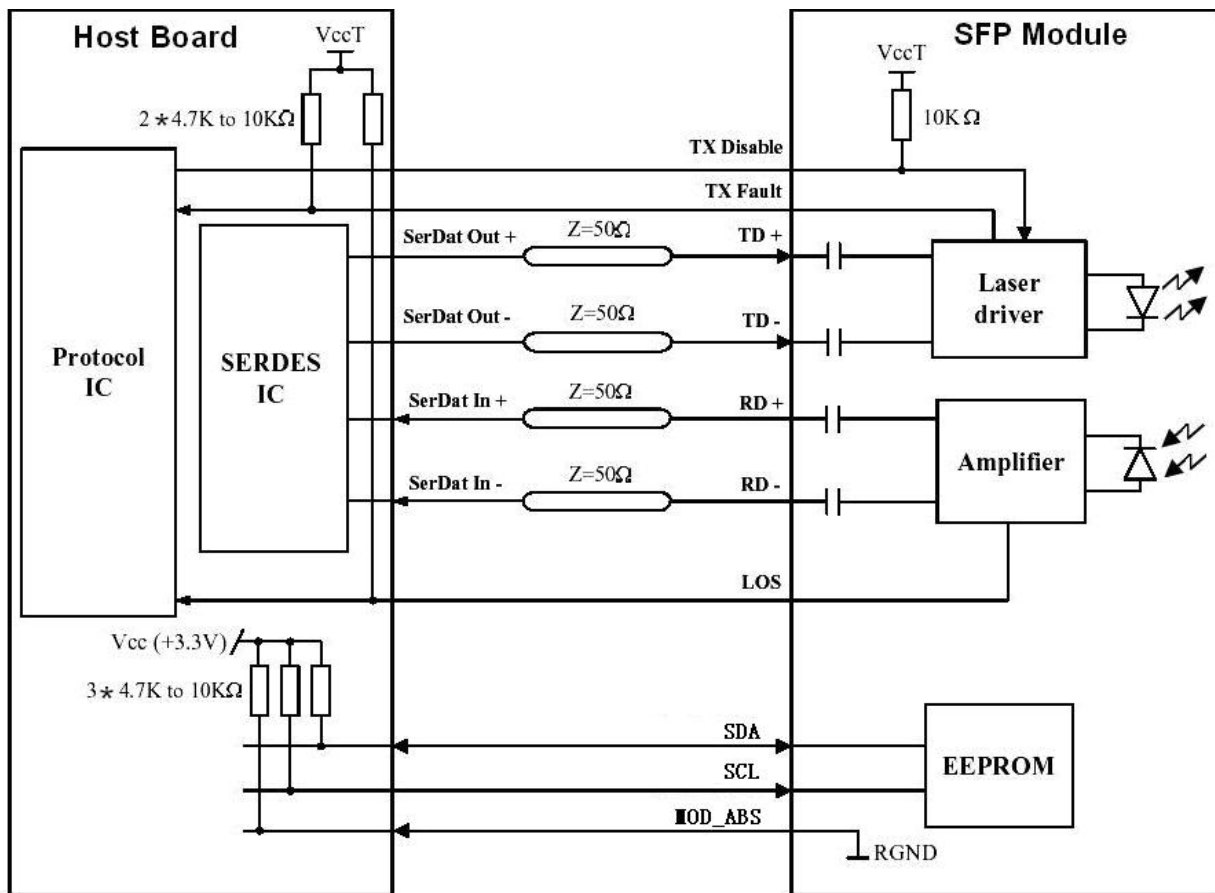 Host Board
SFP Module
VccT
VccT
2*4.7K to 10KΩ
10KΩ
TX Disable
TX Fault
SerDat Out +
Z=50Ω
TD +
SerDat Out -
Z=50Ω
TD -
Laser
driver
Protocol
IC
SERDES
IC
SerDat In +
Z=50Ω
RD +
SerDat In -
Z=50Ω
RD -
Amplifier
LOS
Vcc (+3.3V)
3*4.7K to 10KΩ
SDA
SCL
EEPROM
MOD_ABS
RGND